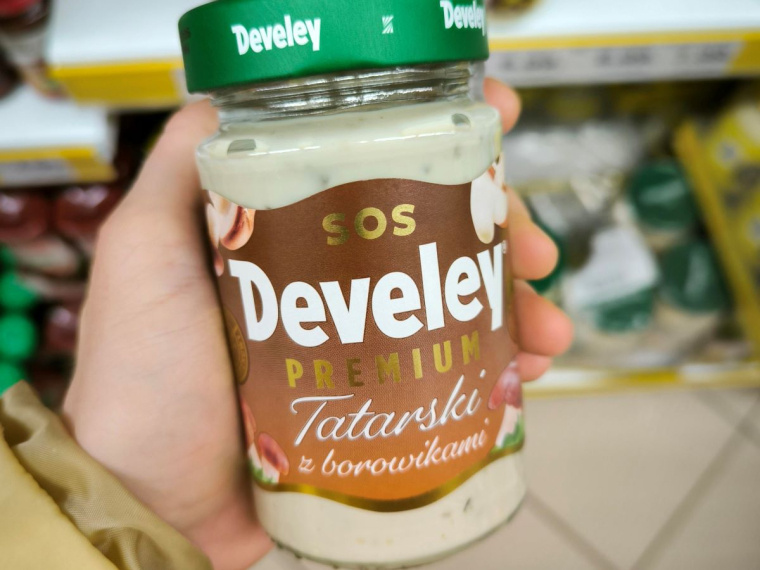 Develey
Develey
SOS
Develey®
PREMIUM
Tatarski
z borowikami